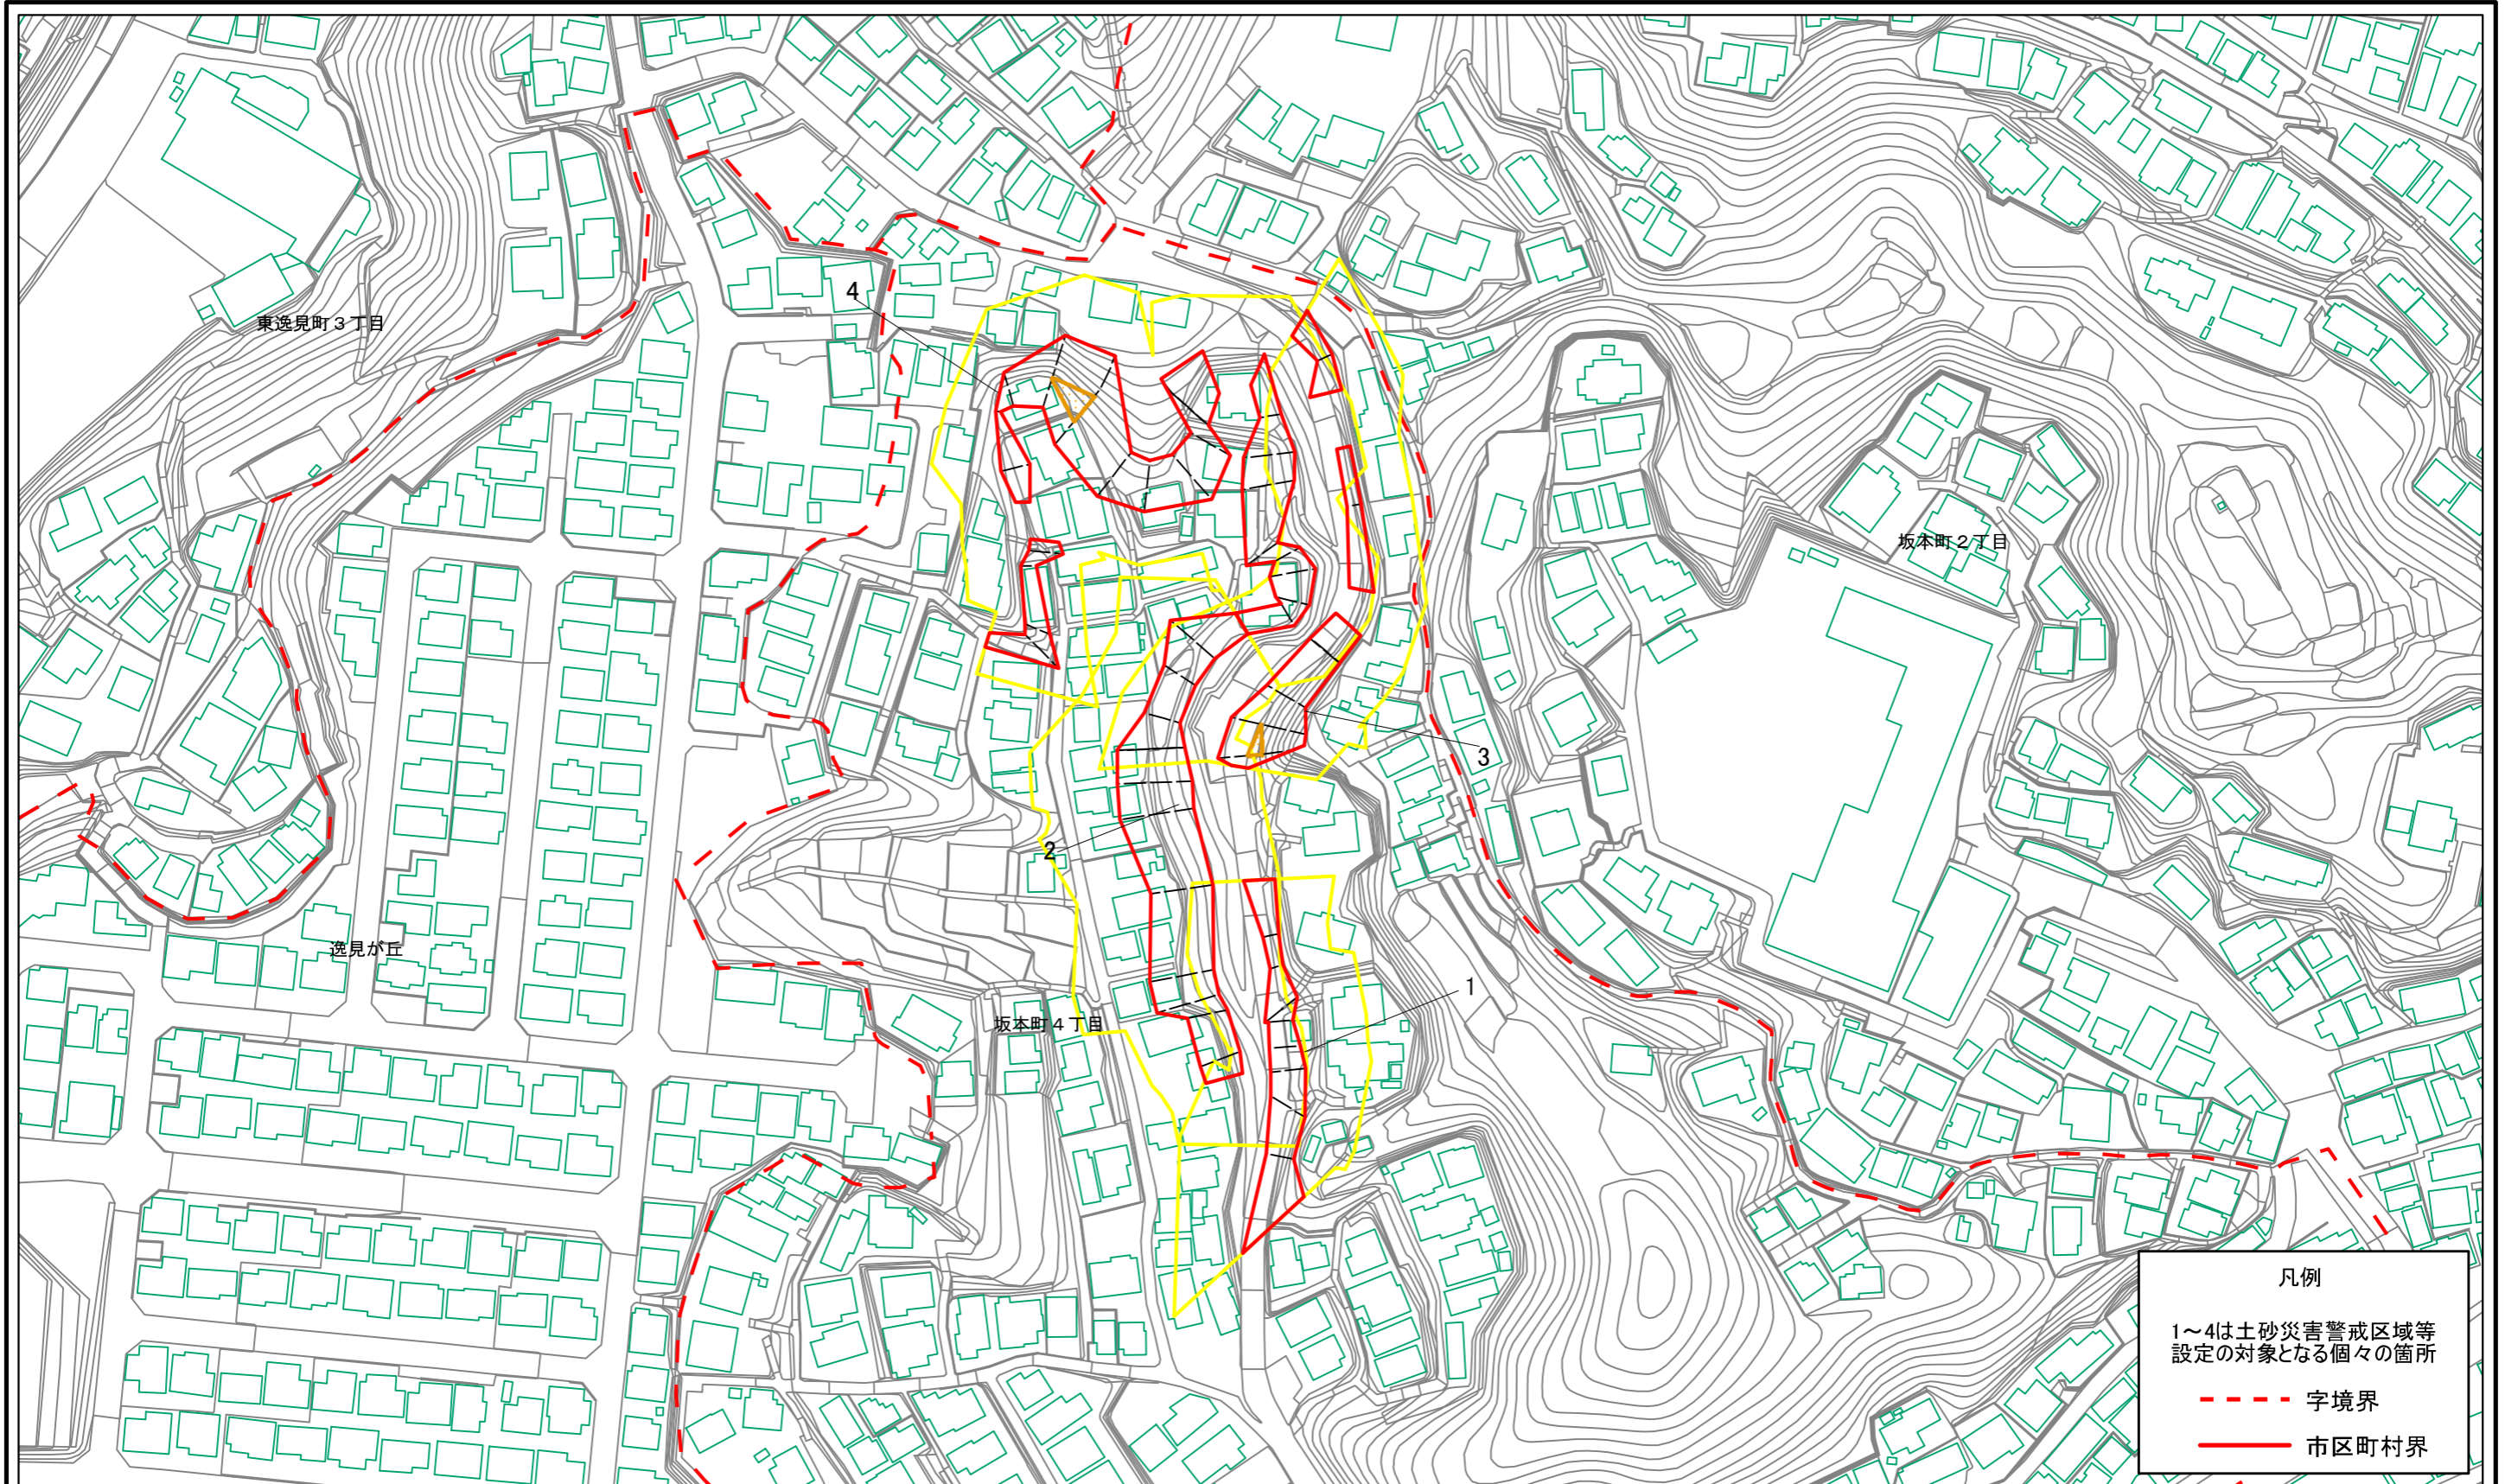 4
東逸見町3丁目
坂本町2丁目
3
2
逸見が丘
1
坂本町4丁目
凡例
1～4は土砂災害警戒区域等
設定の対象となる個々の箇所
字境界
市区町村界